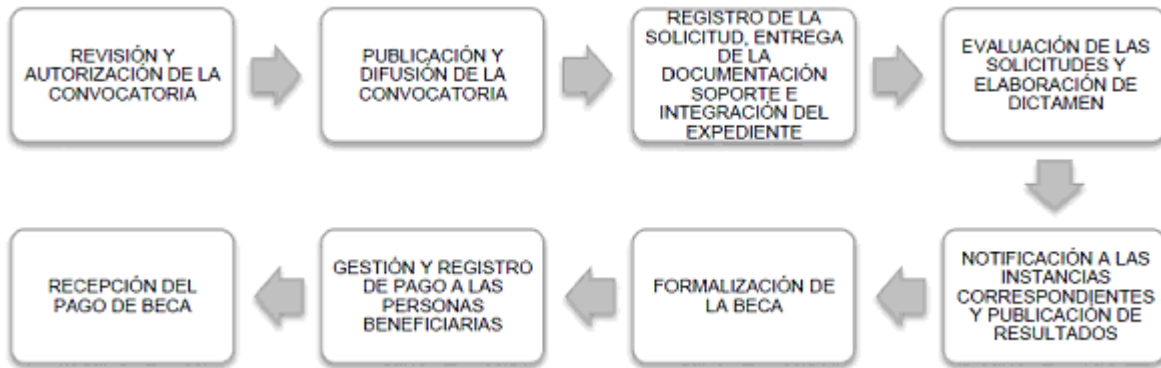 REVISIÓN Y
AUTORIZACIÓN DE LA
CONVOCATORIA
PUBLICACIÓN Y
DIFUSIÓN DE LA
CONVOCATORIA
REGISTRO DE LA
SOLICITUD, ENTREGA
DE LA
DOCUMENTACIÓN
SOPORTE E
INTEGRACIÓN DEL
EXPEDIENTE
EVALUACIÓN DE LAS
SOLICITUDES Y
ELABORACIÓN DE
DICTAMEN
NOTIFICACIÓN A LAS
INSTANCIAS
CORRESPONDIENTES
Y PUBLICACIÓN DE
RESULTADOS
FORMALIZACIÓN DE
LA BECA
GESTIÓN Y REGISTRO
DE PAGO A LAS
PERSONAS
BENEFICIARIAS
RECEPCIÓN DEL
PAGO DE BECA